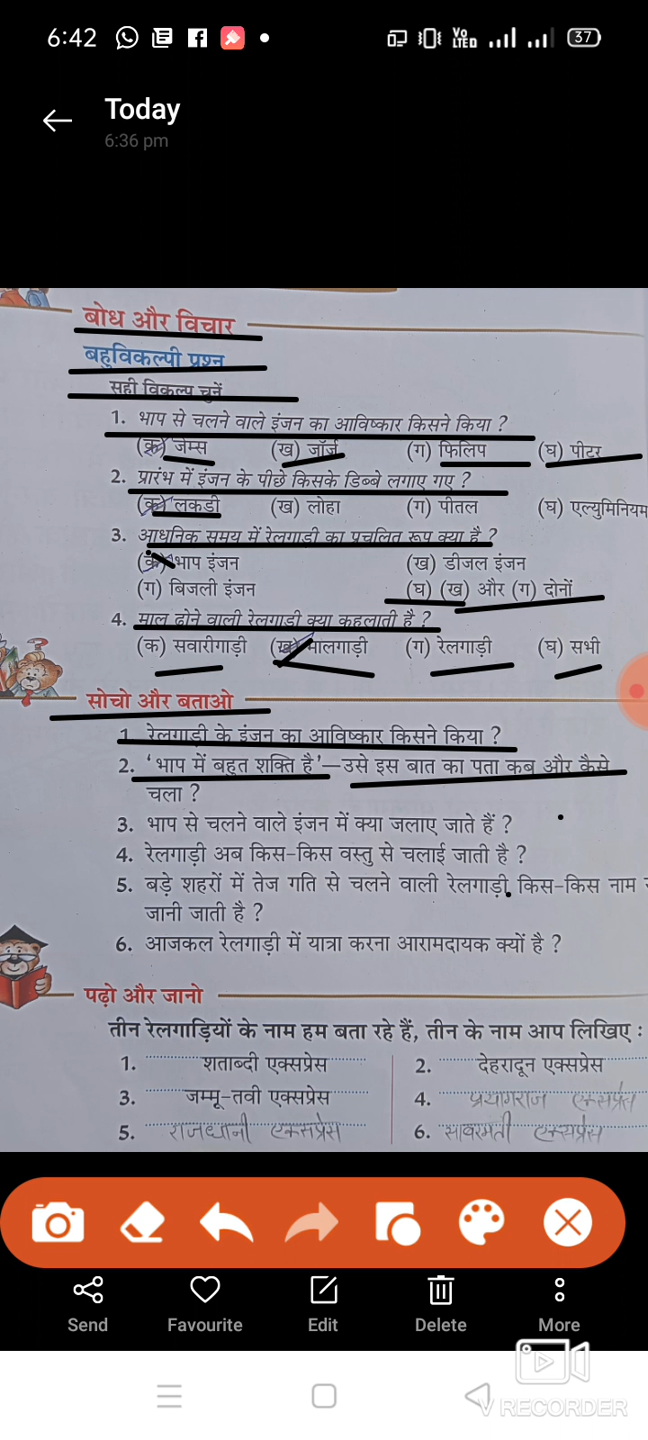 6:42
Vo LTE
37
Today
6:36 pm
बोध और विचार
बहुविकल्पी प्रश्न
सही विकल्प चुनें
1. भाप से चलने वाले इंजन का आविष्कार किसने किया ?
(क) जेम्स (ख) जॉर्ज (ग) फिलिप (घ) पीटर
2. प्रारंभ में इंजन के पीछे किसके डिब्बे लगाए गए ?
(क) लकड़ी (ख) लोहा (ग) पीतल (घ) एल्युमिनियम
3. आधुनिक समय में रेलगाड़ी का प्रचलित रूप क्या है ?
(क) भाप इंजन (ख) डीजल इंजन
(ग) बिजली इंजन (घ) (ख) और (ग) दोनों
4. माल ढोने वाली रेलगाड़ी क्या कहलाती है ?
(क) सवारीगाड़ी (ख) मालगाड़ी (ग) रेलगाड़ी (घ) सभी
सोचो और बताओ
1. रेलगाड़ी के इंजन का आविष्कार किसने किया ?
2. 'भाप में बहुत शक्ति है'—उसे इस बात का पता कब और कैसे
चला ?
3. भाप से चलने वाले इंजन में क्या जलाए जाते हैं ?
4. रेलगाड़ी अब किस-किस वस्तु से चलाई जाती है ?
5. बड़े शहरों में तेज गति से चलने वाली रेलगाड़ी किस-किस नाम
जानी जाती है ?
6. आजकल रेलगाड़ी में यात्रा करना आरामदायक क्यों है ?
पढ़ो और जानो
तीन रेलगाड़ियों के नाम हम बता रहे हैं, तीन के नाम आप लिखिए :
1. शताब्दी एक्सप्रेस 2. देहरादून एक्सप्रेस
3. जम्मू-तवी एक्सप्रेस 4. प्रयागराज एक्सप्रेस
5. राजधानी एक्सप्रेस 6. साबरमती एक्सप्रेस
Send Favourite Edit Delete More
V RECORDER